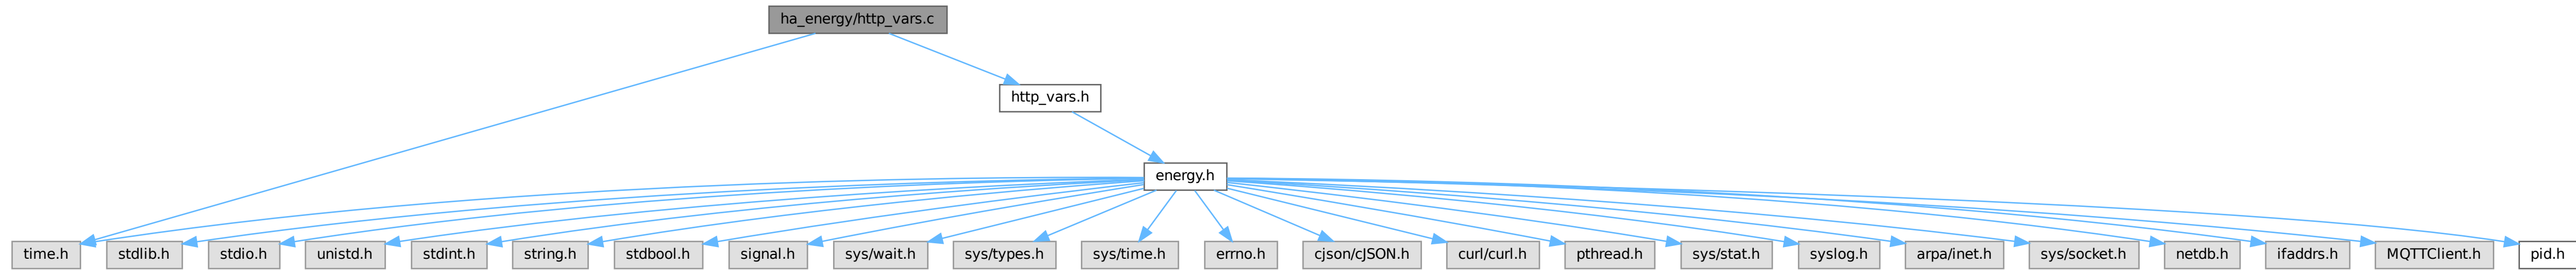 ha_energy/http_vars.c
http_vars.h
energy.h
time.h
stdlib.h
stdio.h
unistd.h
stdint.h
string.h
stdbool.h
signal.h
sys/wait.h
sys/types.h
sys/time.h
errno.h
cjson/cJSON.h
curl/curl.h
pthread.h
sys/stat.h
syslog.h
arpa/inet.h
sys/socket.h
netdb.h
ifaddrs.h
MQTTClient.h
pid.h